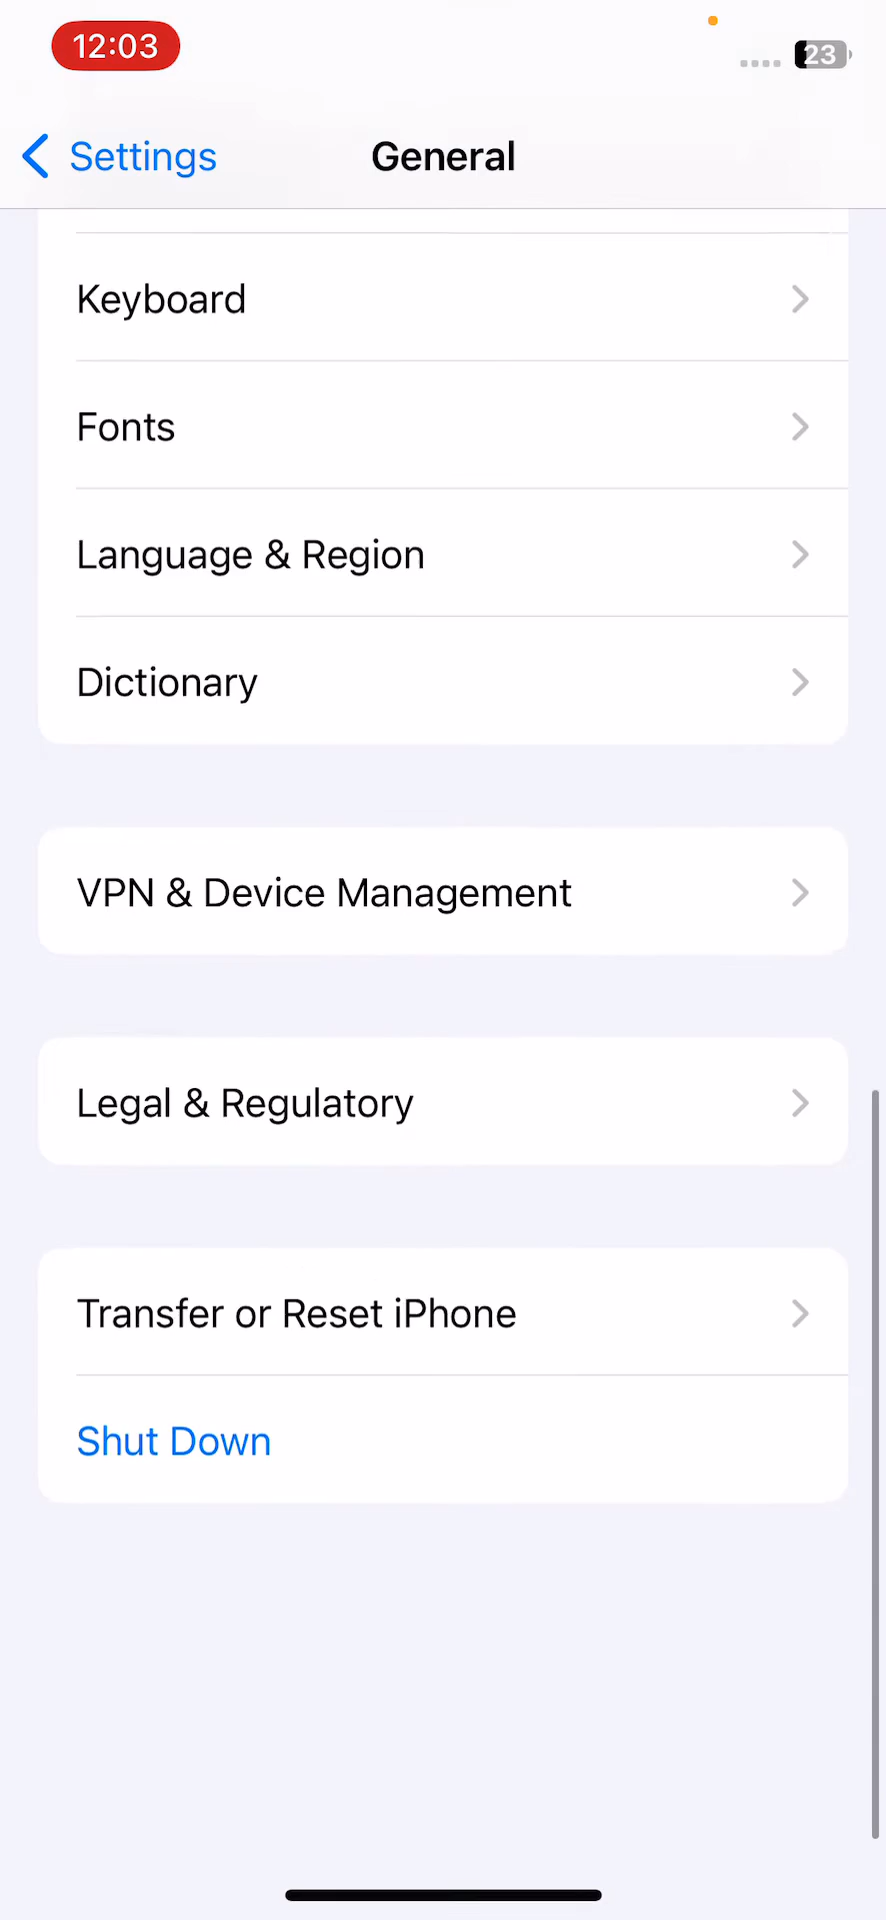 12:03
23
Settings
General
Keyboard
Fonts
Language & Region
Dictionary
VPN & Device Management
Legal & Regulatory
Transfer or Reset iPhone
Shut Down